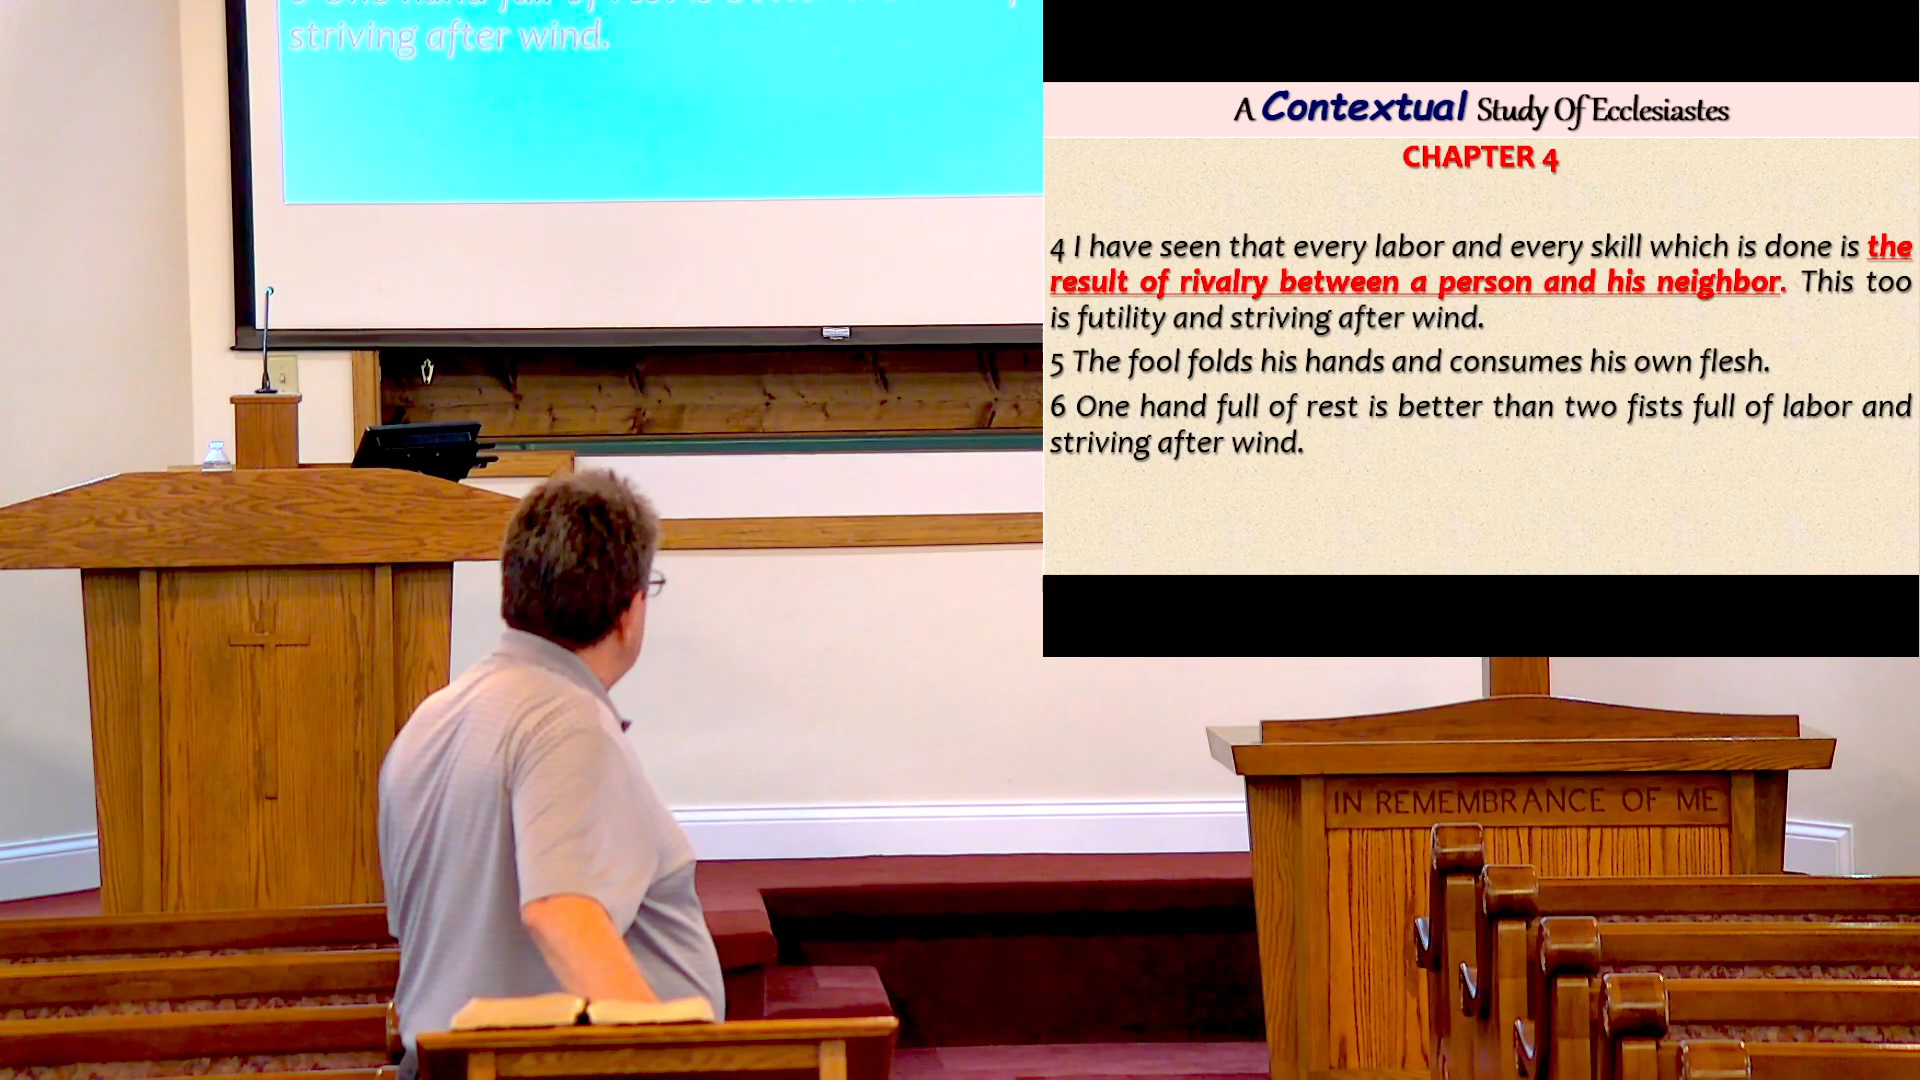 striving after wind.
A Contextual Study Of Ecclesiastes
CHAPTER 4
4 I have seen that every labor and every skill which is done is the
result of rivalry between a person and his neighbor. This too
is futility and striving after wind.
5 The fool folds his hands and consumes his own flesh.
6 One hand full of rest is better than two fists full of labor and
striving after wind.
IN REMEMBRANCE OF ME